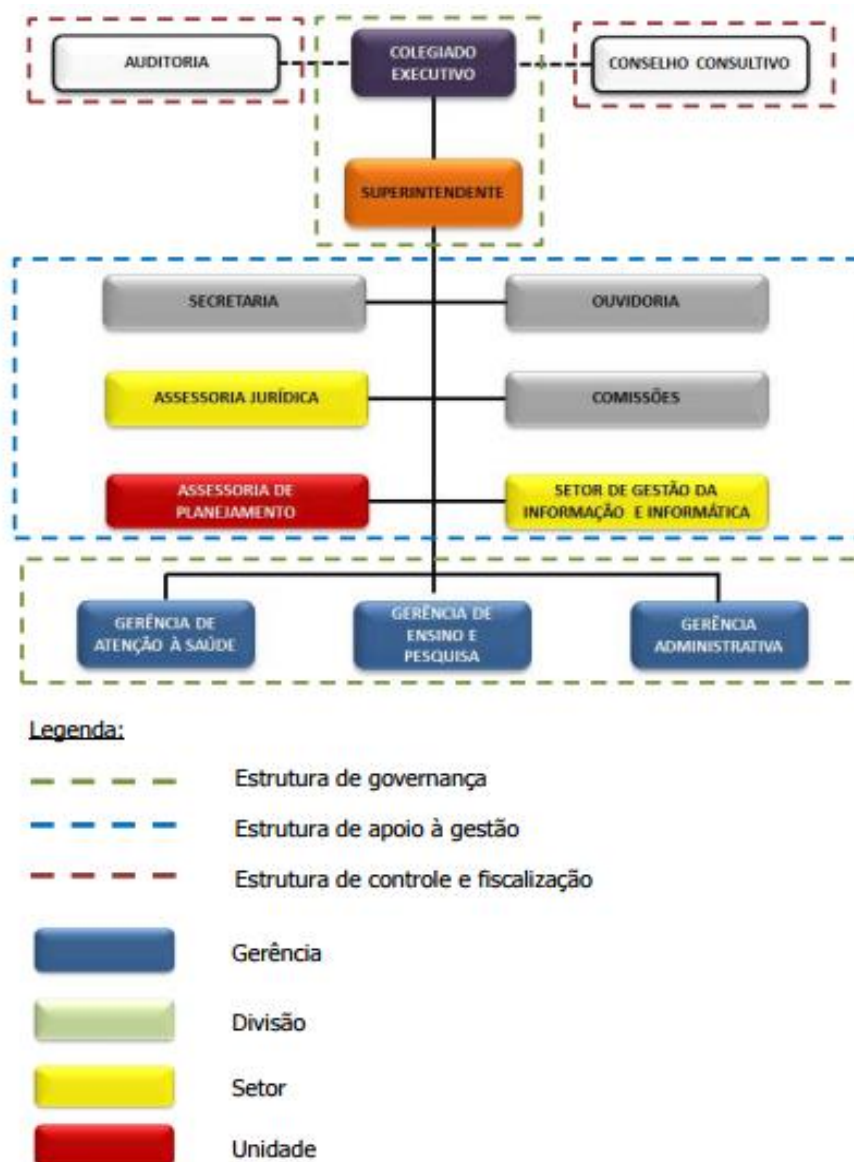 AUDITORIA
COLEGIADO
EXECUTIVO
CONSELHO CONSULTIVO
SUPERINTENDENTE
SECRETARIA
OUVIDORIA
ASSESSORIA JURÍDICA
COMISSÕES
ASSESSORIA DE
PLANEJAMENTO
SETOR DE GESTÃO DA
INFORMAÇÃO E INFORMÁTICA
GERÊNCIA DE
ATENÇÃO À SAÚDE
GERÊNCIA DE
ENSINO E
PESQUISA
GERÊNCIA
ADMINISTRATIVA
Legenda:
Estrutura de governança
Estrutura de apoio à gestão
Estrutura de controle e fiscalização
Gerência
Divisão
Setor
Unidade